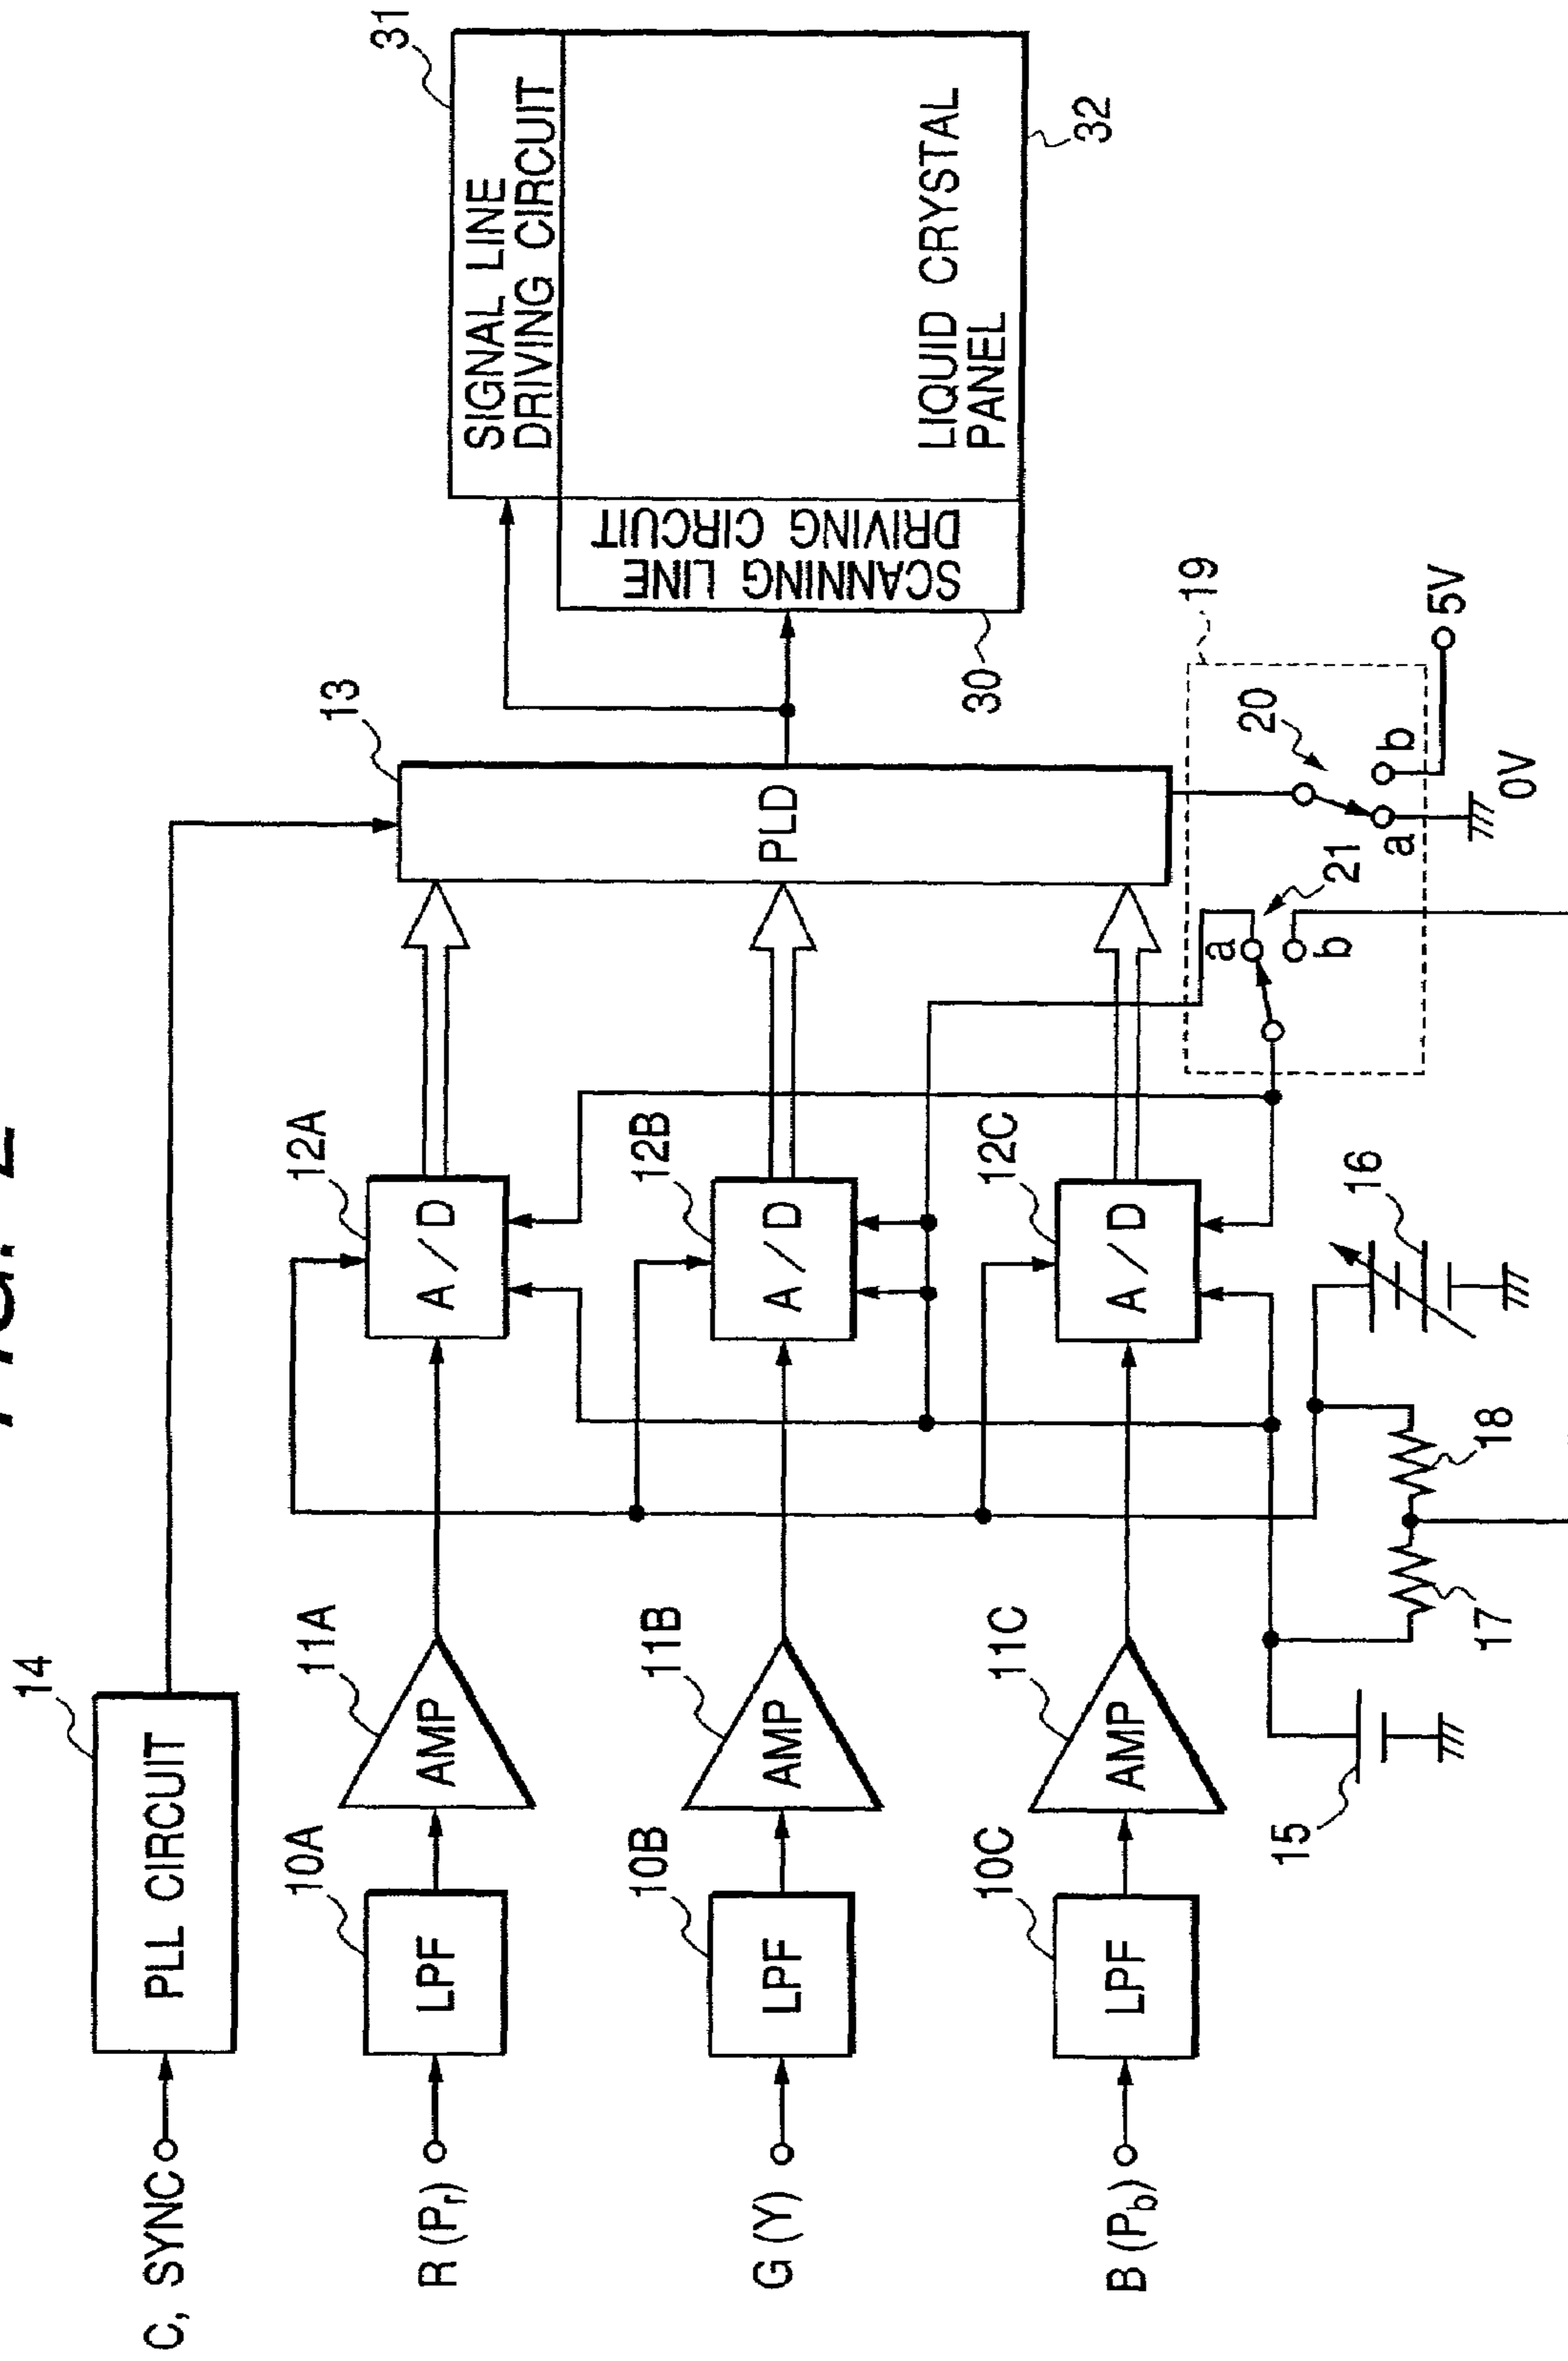 14
PLL CIRCUIT
C, SYNC
R (Pr)
10A
LPF
11A
AMP
12A
A / D
G (Y)
10B
LPF
11B
AMP
12B
A / D
B (Pb)
10C
LPF
11C
AMP
12C
A / D
13
PLD
31
SIGNAL LINE
DRIVING CIRCUIT
SCANNING LINE
DRIVING CIRCUIT
30
LIQUID CRYSTAL
PANEL
32
15
17
18
16
19
20
21
a
b
a
b
5V
0V